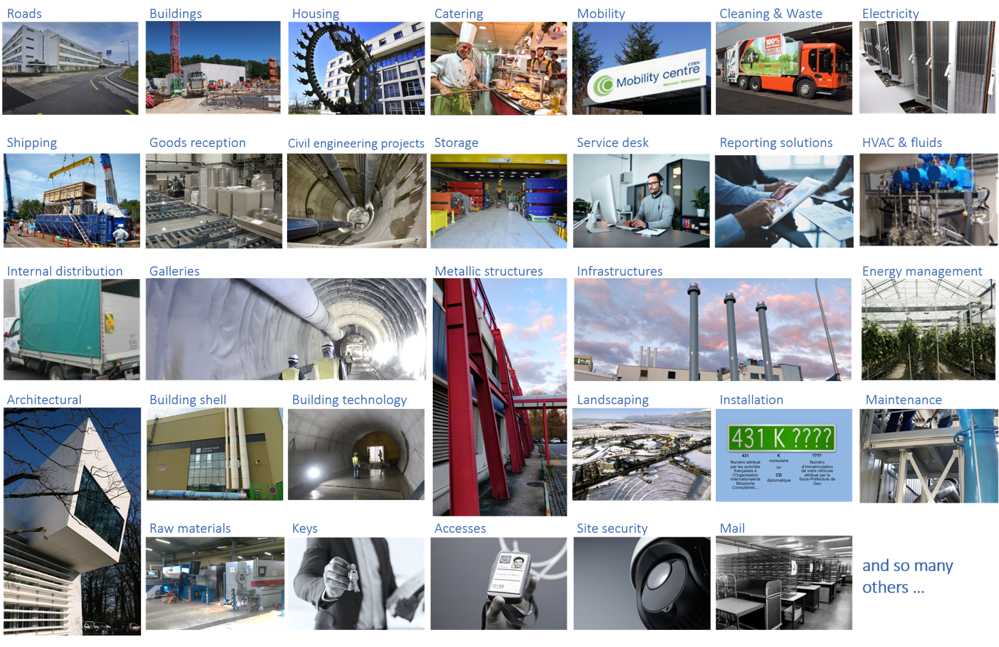 Roads
Buildings
Housing
Catering
Mobility
Cleaning & Waste
Electricity
CERN
Mobility centre
Welcome Bienvenue
100%
Shipping
Goods reception
Civil engineering projects
Storage
Service desk
Reporting solutions
HVAC & fluids
Internal distribution
Galleries
Metallic structures
Infrastructures
Energy management
Architectural
Building shell
Building technology
Landscaping
Installation
Maintenance
431 K ????
431
Numéro attribué
par les autorités
françaises à
l'Organisation
internationale/la
Mission/le
Consulat/etc...
K
consulaire
ou
CD
diplomatique
????
Numéro
d'immatriculation
de votre véhicule
attribué par la
Sous-Préfecture de
Gex
Raw materials
Keys
Accesses
Site security
Mail
and so many
others ...